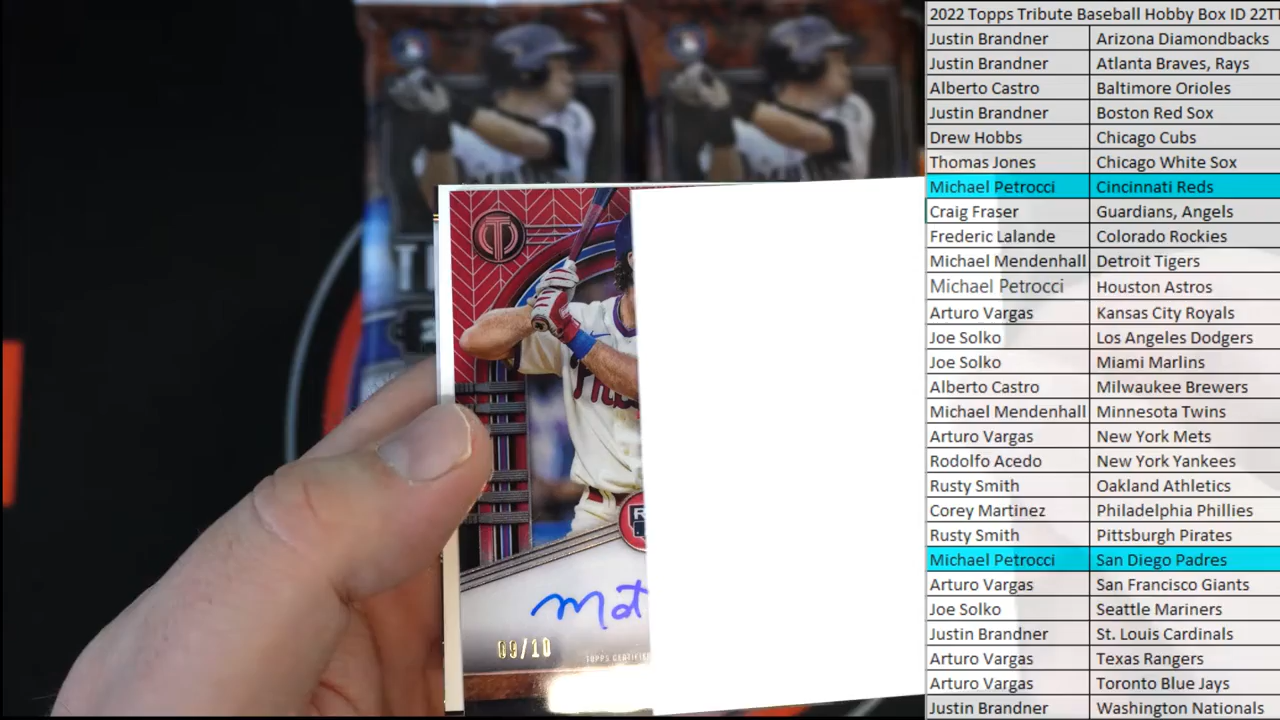 2022 Topps Tribute Baseball Hobby Box ID 22TT
Justin Brandner Arizona Diamondbacks
Justin Brandner Atlanta Braves, Rays
Alberto Castro Baltimore Orioles
Justin Brandner Boston Red Sox
Drew Hobbs Chicago Cubs
Thomas Jones Chicago White Sox
Michael Petrocci Cincinnati Reds
Craig Fraser Guardians, Angels
Frederic Lalande Colorado Rockies
Michael Mendenhall Detroit Tigers
Michael Petrocci Houston Astros
Arturo Vargas Kansas City Royals
Joe Solko Los Angeles Dodgers
Joe Solko Miami Marlins
Alberto Castro Milwaukee Brewers
Michael Mendenhall Minnesota Twins
Arturo Vargas New York Mets
Rodolfo Acedo New York Yankees
Rusty Smith Oakland Athletics
Corey Martinez Philadelphia Phillies
Rusty Smith Pittsburgh Pirates
Michael Petrocci San Diego Padres
Arturo Vargas San Francisco Giants
Joe Solko Seattle Mariners
Justin Brandner St. Louis Cardinals
Arturo Vargas Texas Rangers
Arturo Vargas Toronto Blue Jays
Justin Brandner Washington Nationals
Mat
09/10
TOPPS CERTIFIE